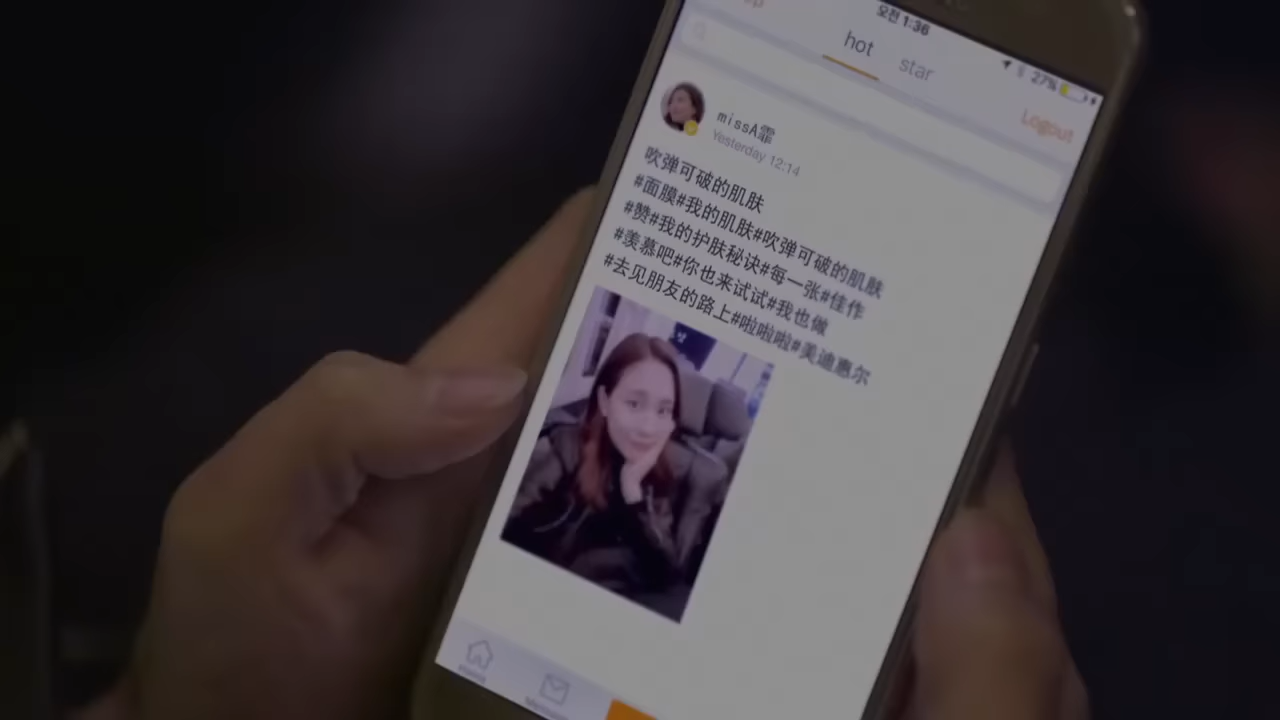 오전 1:36
27%
hot
star
Logout
missA霏
Yesterday 12:14
吹弹可破的肌肤
#面膜#我的肌肤#吹弹可破的肌肤
#赞#我的护肤秘诀#每一张#佳作
#羡慕吧#你也来试试#我也做
#去见朋友的路上#啦啦啦#美迪惠尔